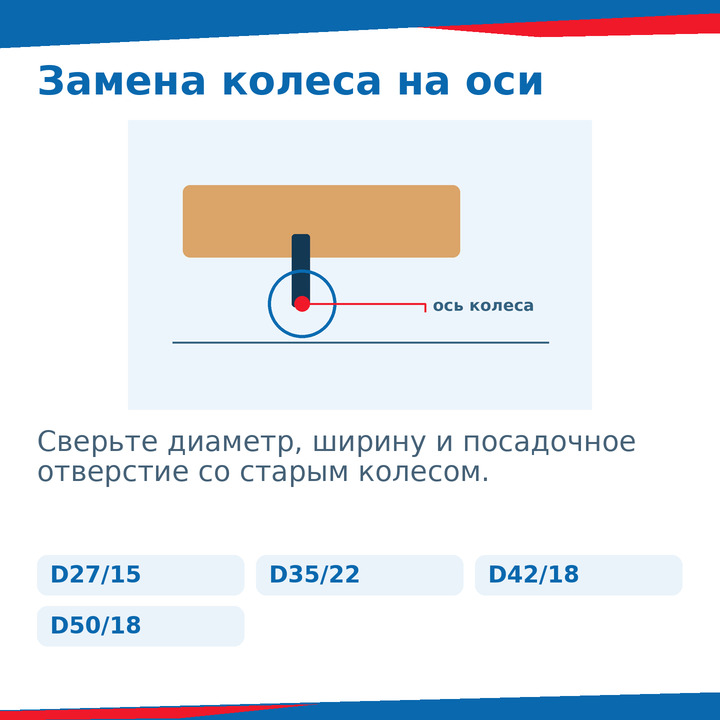 Замена колеса на оси
ось колеса
Сверьте диаметр, ширину и посадочное
отверстие со старым колесом.
D27/15
D35/22
D42/18
D50/18